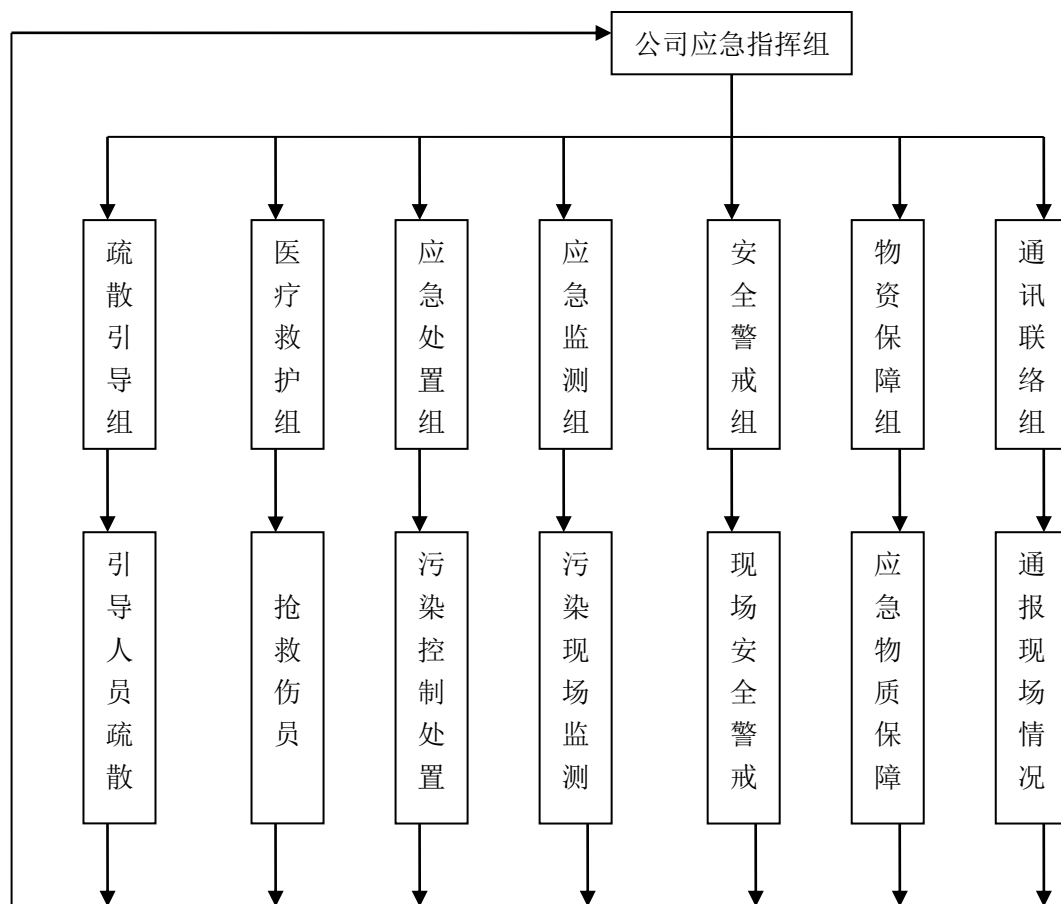 公司应急指挥组
疏散引导组
医疗救护组
应急处置组
应急监测组
安全警戒组
物资保障组
通讯联络组
引导人员疏散
抢救伤员
污染控制处置
污染现场监测
现场安全警戒
应急物质保障
通报现场情况